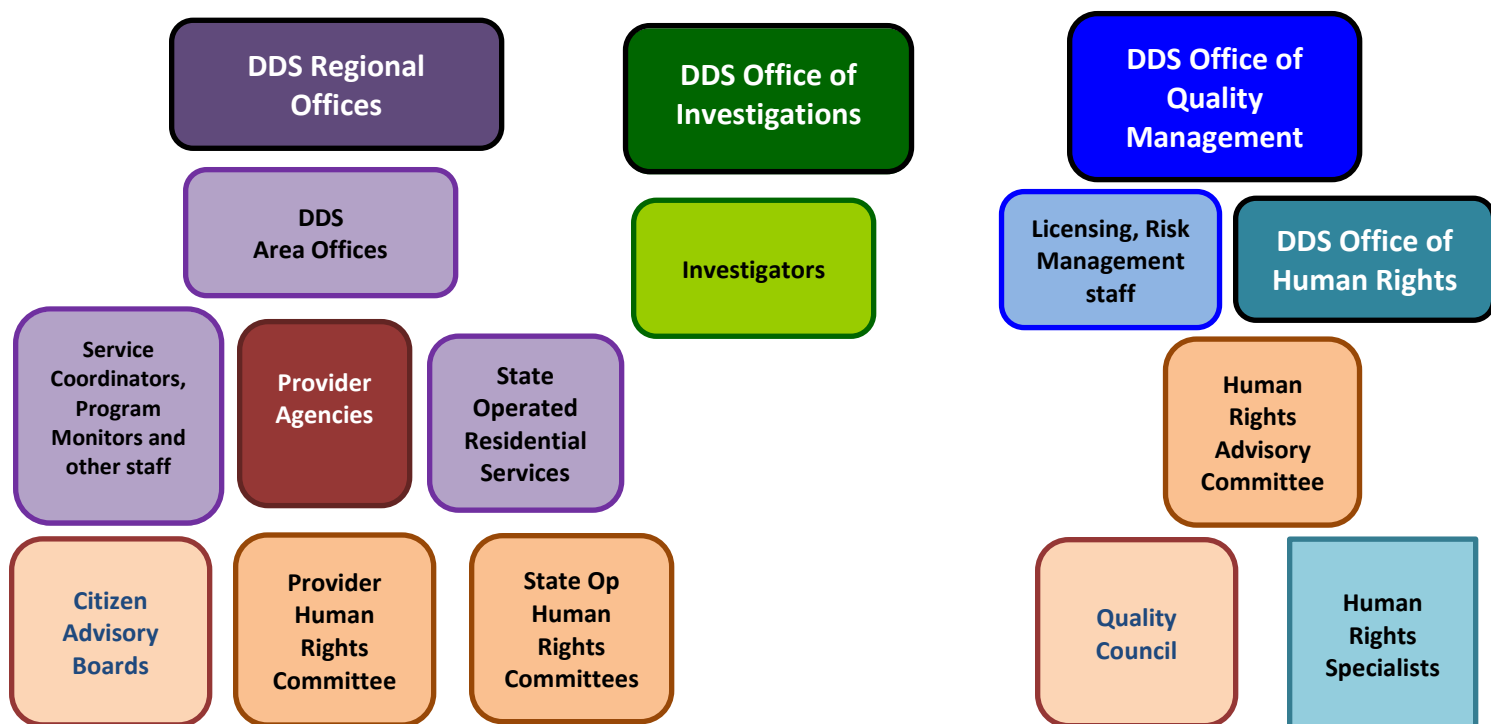 DDS Regional
Offices
DDS Office of
Investigations
DDS Office of
Quality
Management
DDS
Area Offices
Investigators
Licensing, Risk
Management
staff
DDS Office of
Human Rights
Service
Coordinators,
Program
Monitors and
other staff
Provider
Agencies
State
Operated
Residential
Services
Human
Rights
Advisory
Committee
Citizen
Advisory
Boards
Provider
Human
Rights
Committee
State Op
Human
Rights
Committees
Quality
Council
Human
Rights
Specialists